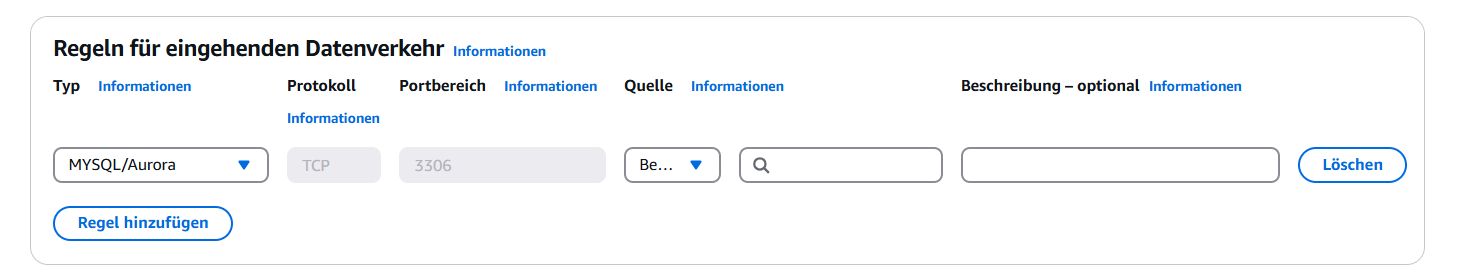 Regeln für eingehenden Datenverkehr Informationen
Typ Informationen Protokoll Informationen Portbereich Informationen Quelle Informationen Beschreibung – optional Informationen
MYSQL/Aurora TCP 3306 Be... Löschen
Regel hinzufügen